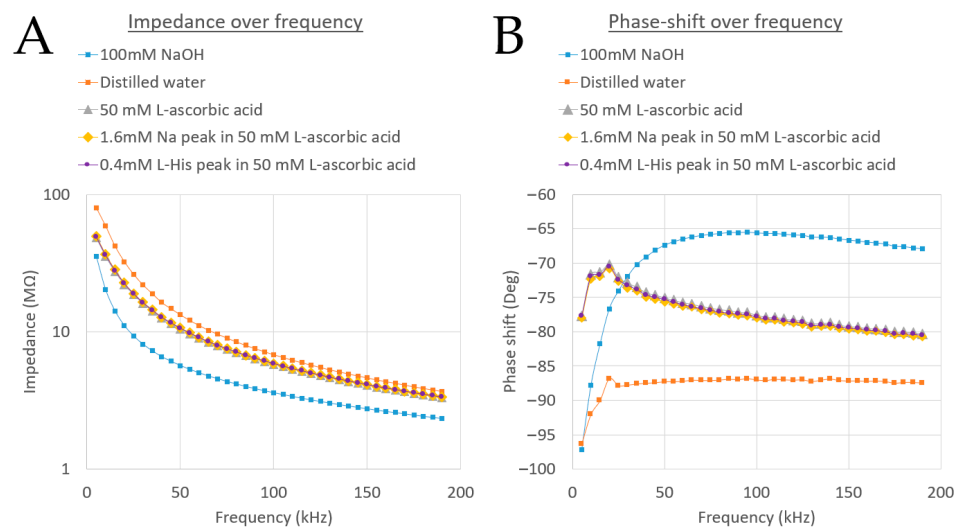 A
Impedance over frequency
100mM NaOH
Distilled water
50 mM L-ascorbic acid
1.6mM Na peak in 50 mM L-ascorbic acid
0.4mM L-His peak in 50 mM L-ascorbic acid
100
10
1
Impedance (MΩ)
0 50 100 150 200
Frequency (kHz)
B
Phase-shift over frequency
100mM NaOH
Distilled water
50 mM L-ascorbic acid
1.6mM Na peak in 50 mM L-ascorbic acid
0.4mM L-His peak in 50 mM L-ascorbic acid
−60
−65
−70
−75
−80
−85
−90
−95
−100
Phase shift (Deg)
0 50 100 150 200
Frequency (kHz)